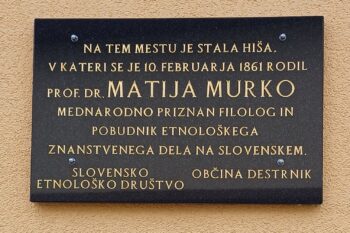 NA TEM MESTU JE STALA HIŠA,
V KATERI SE JE 10. FEBRUARJA 1861 RODIL
PROF. DR. MATIJA MURKO
MEDNARODNO PRIZNAN FILOLOG IN
POBUDNIK ETNOLOŠKEGA
ZNANSTVENEGA DELA NA SLOVENSKEM.
SLOVENSKO
ETNOLOŠKO DRUŠTVO
OBČINA DESTRNIK